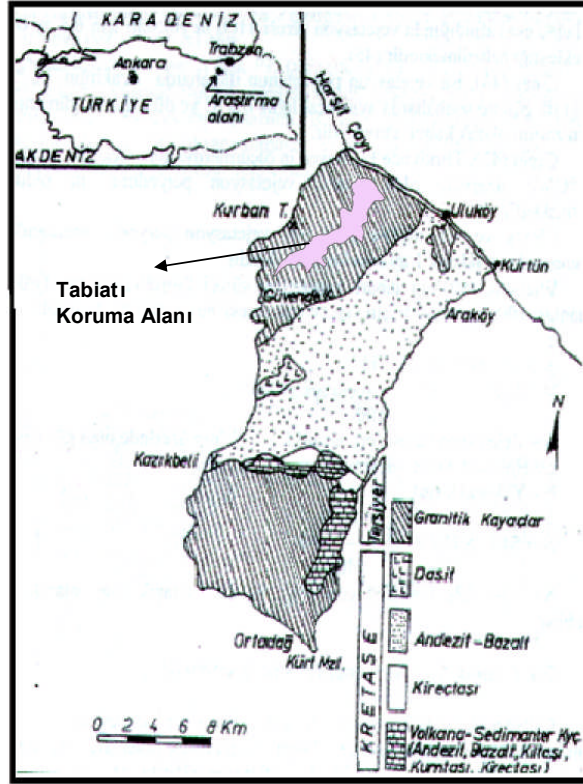 KARADENİZ
Trabzon
Ankara
TÜRKİYE
Araştırma
alanı
AKDENİZ
Harşit Çayı
Kurban T.
Uluköy
Kürtün
Tabiatı
Koruma Alanı
Güvende K.
Araköy
N
Kazıkbeli
Tersiyer
Granitik Kayaçlar
Dasit
Ortadağ
Kürt Mzl.
KRETASE
Andezit-Bazalt
Kireçtaşı
0 2 4 6 8 Km
Volkano-Sedimanter Kyç.
(Andezit, Bazalt, Kiltaşı,
Kumtaşı, Kireçtaşı)